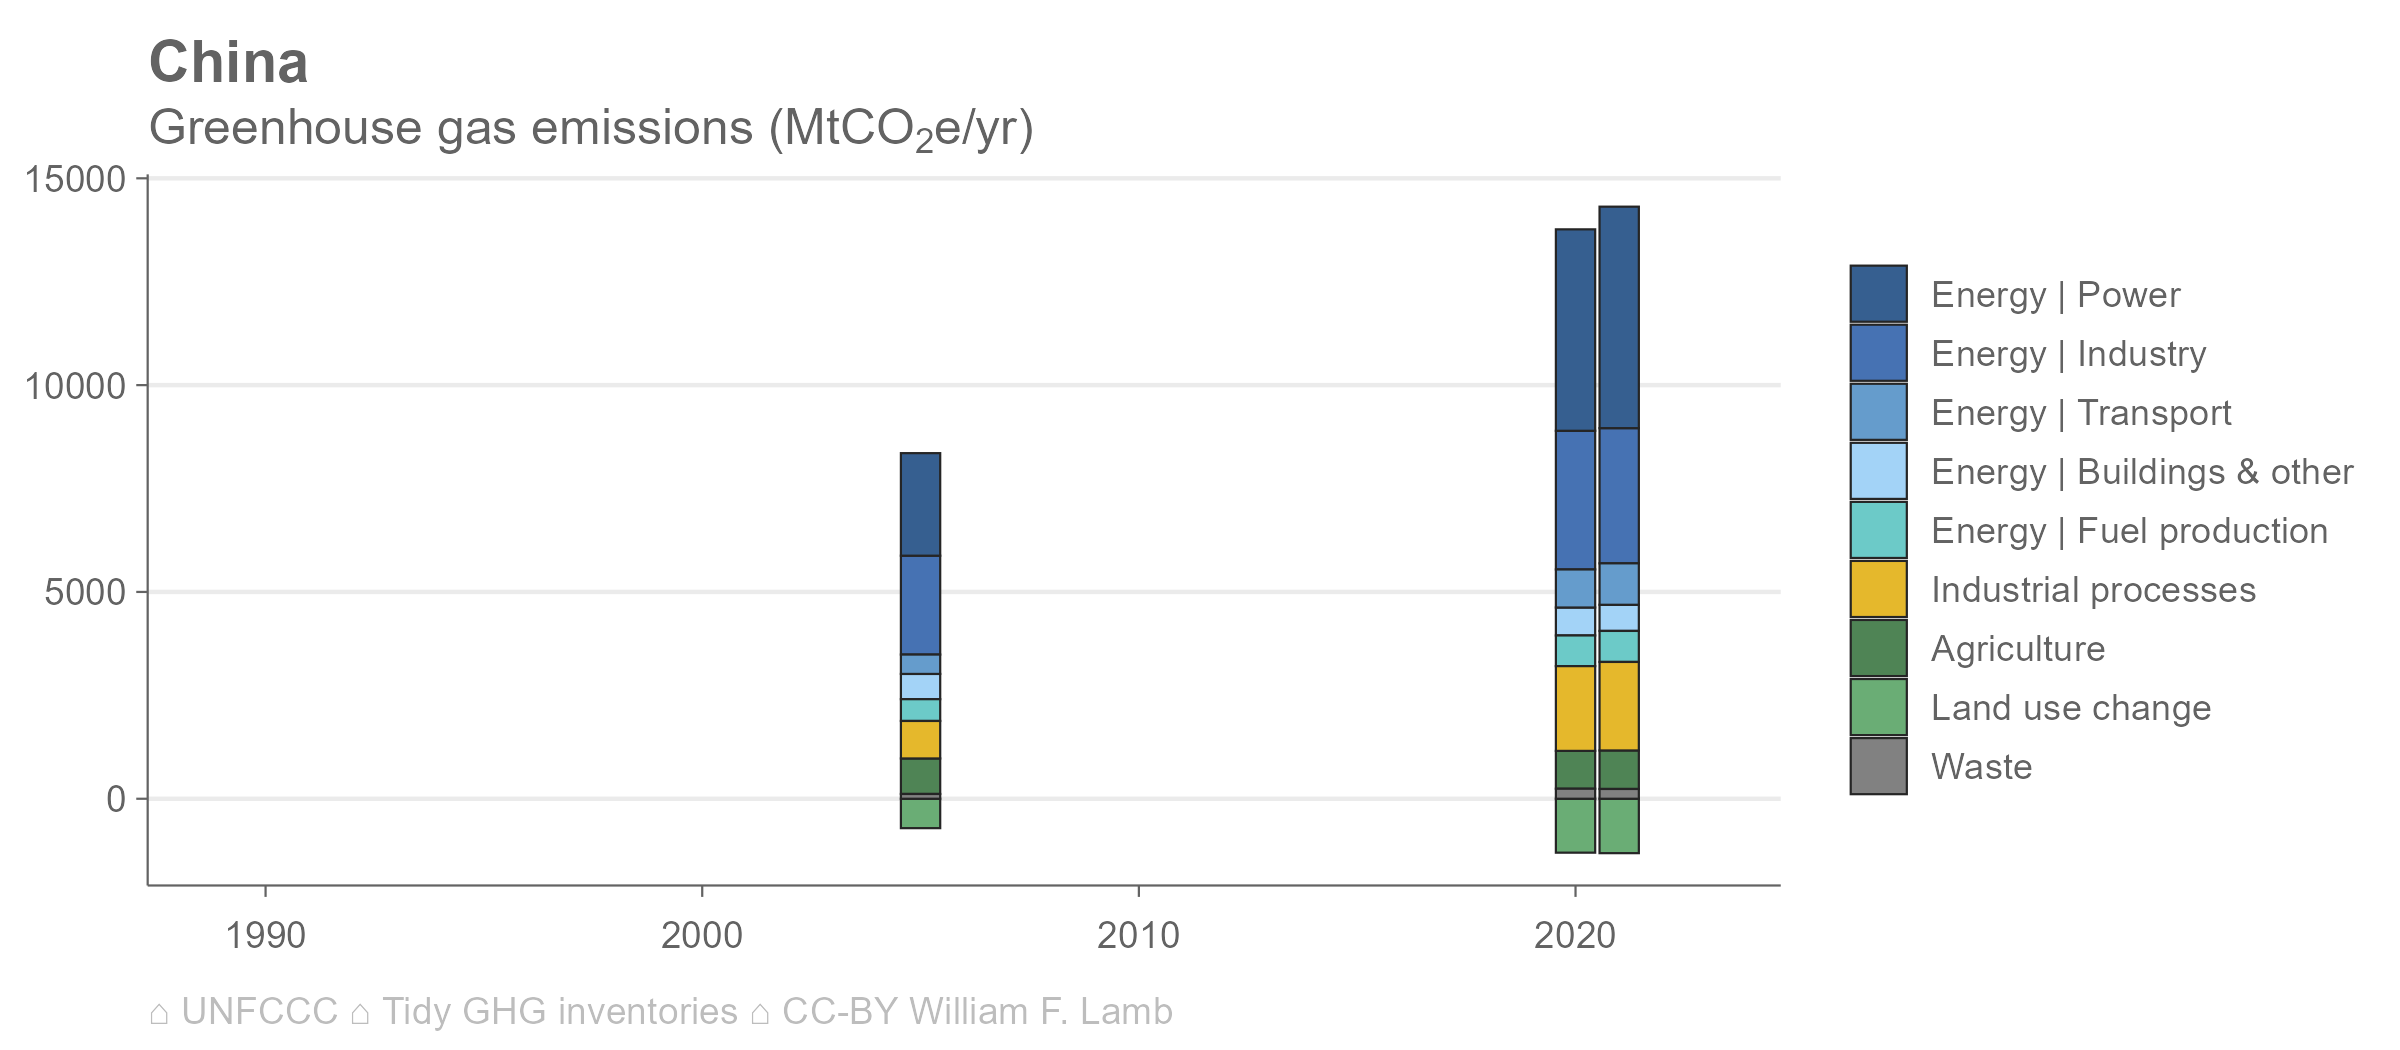 China
Greenhouse gas emissions (MtCO₂e/yr)
15000
10000
5000
0
1990
2000
2010
2020
Energy | Power
Energy | Industry
Energy | Transport
Energy | Buildings & other
Energy | Fuel production
Industrial processes
Agriculture
Land use change
Waste
⌂ UNFCCC ⌂ Tidy GHG inventories ⌂ CC-BY William F. Lamb